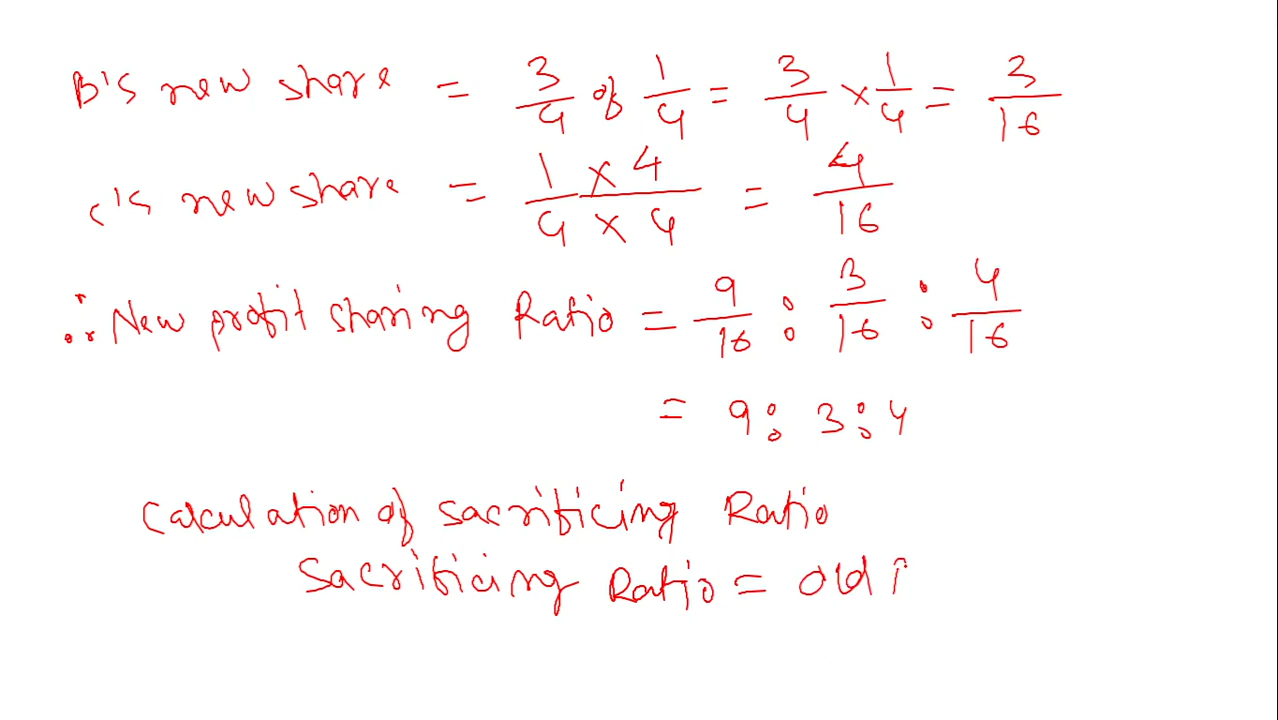 B's new share = 3/4 of 1/4 = 3/4 × 1/4 = 3/16
C's new share = 1 × 4 / 4 × 4 = 4/16
∴ New profit sharing Ratio = 9/16 : 3/16 : 4/16
= 9 : 3 : 4
Calculation of sacrificing Ratio
Sacrificing Ratio = old